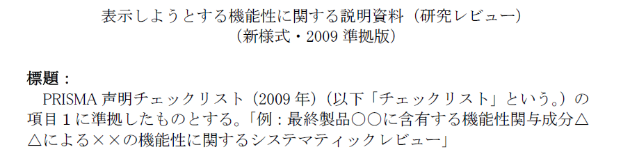 表示しようとする機能性に関する説明資料（研究レビュー）
（新様式・2009 準拠版）
標題：
PRISMA 声明チェックリスト（2009 年）（以下「チェックリスト」という。）の
項目１に準拠したものとする。「例：最終製品〇〇に含有する機能性関与成分△
△による××の機能性に関するシステマティックレビュー」